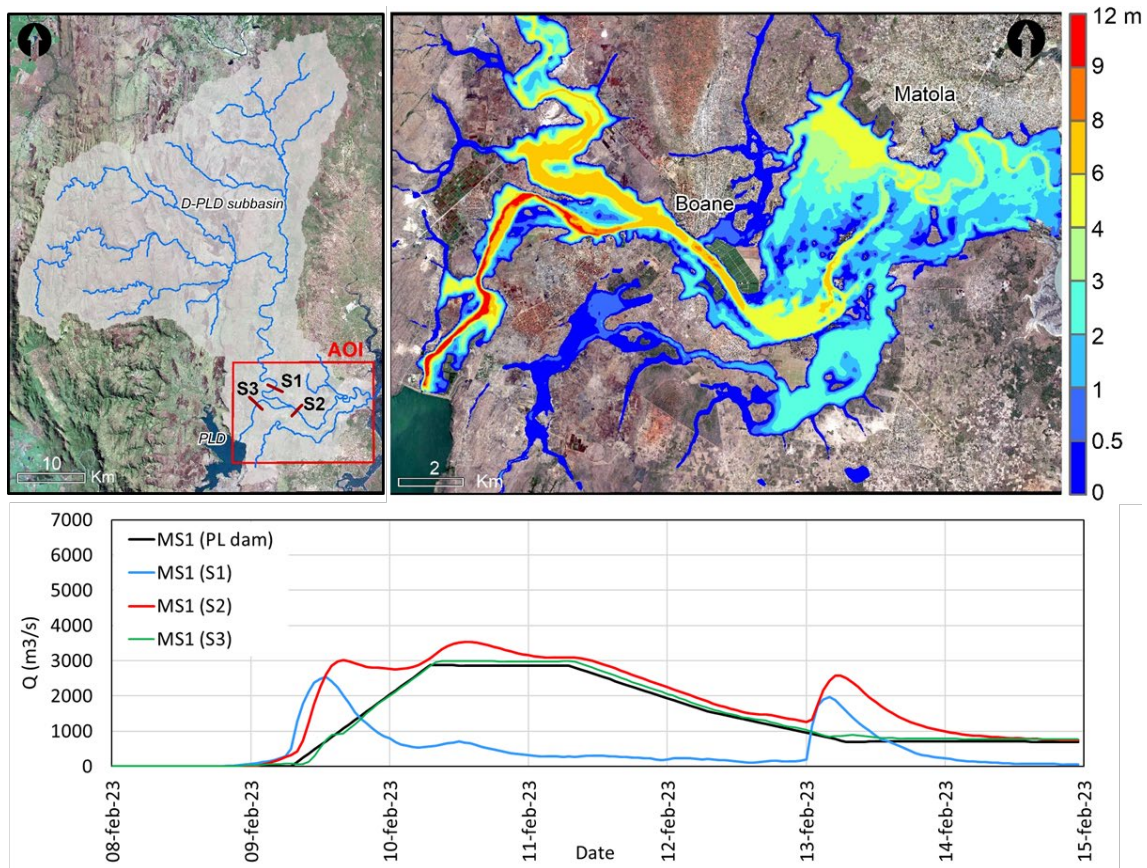 D-PLD subbasin
AOI
S1
S3
S2
PLD
10
Km
Matola
Boane
2
Km
12 m
9
8
6
4
3
2
1
0.5
0
7000
6000
5000
4000
3000
2000
1000
0
Q (m3/s)
MS1 (PL dam)
MS1 (S1)
MS1 (S2)
MS1 (S3)
08-feb-23
09-feb-23
10-feb-23
11-feb-23
12-feb-23
13-feb-23
14-feb-23
15-feb-23
Date